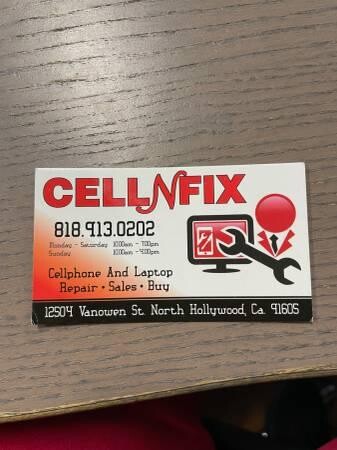 CELLNFIX
818.913.0202
Monday - Saturday 10:00am - 7:00pm
Sunday 10:00am - 4:00pm
Cellphone And Laptop
Repair • Sales • Buy
12504 Vanowen St. North Hollywood, Ca. 91605